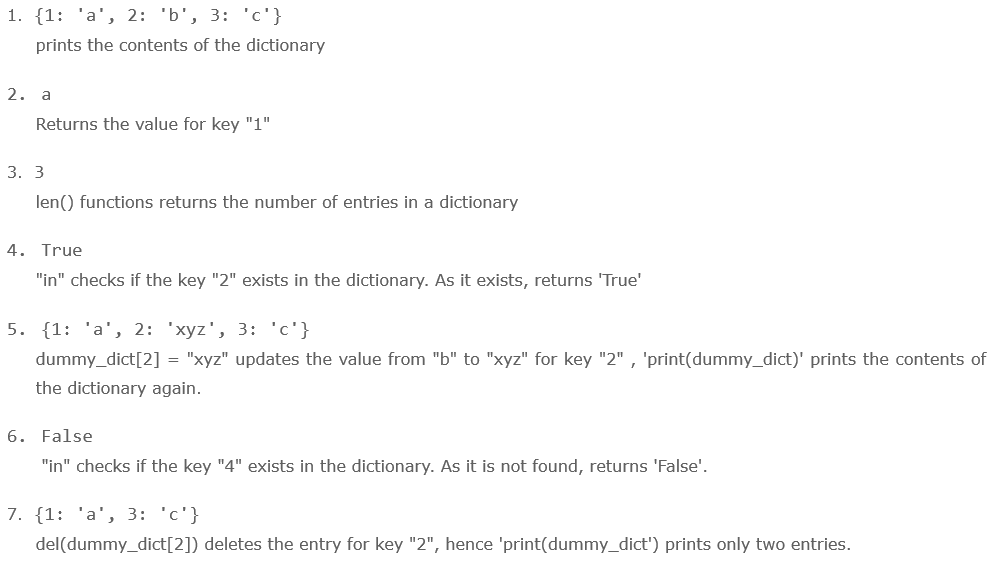 1. {1: 'a', 2: 'b', 3: 'c'}
prints the contents of the dictionary
2. a
Returns the value for key "1"
3. 3
len() functions returns the number of entries in a dictionary
4. True
"in" checks if the key "2" exists in the dictionary. As it exists, returns 'True'
5. {1: 'a', 2: 'xyz', 3: 'c'}
dummy_dict[2] = "xyz" updates the value from "b" to "xyz" for key "2" , 'print(dummy_dict)' prints the contents of
the dictionary again.
6. False
"in" checks if the key "4" exists in the dictionary. As it is not found, returns 'False'.
7. {1: 'a', 3: 'c'}
del(dummy_dict[2]) deletes the entry for key "2", hence 'print(dummy_dict') prints only two entries.